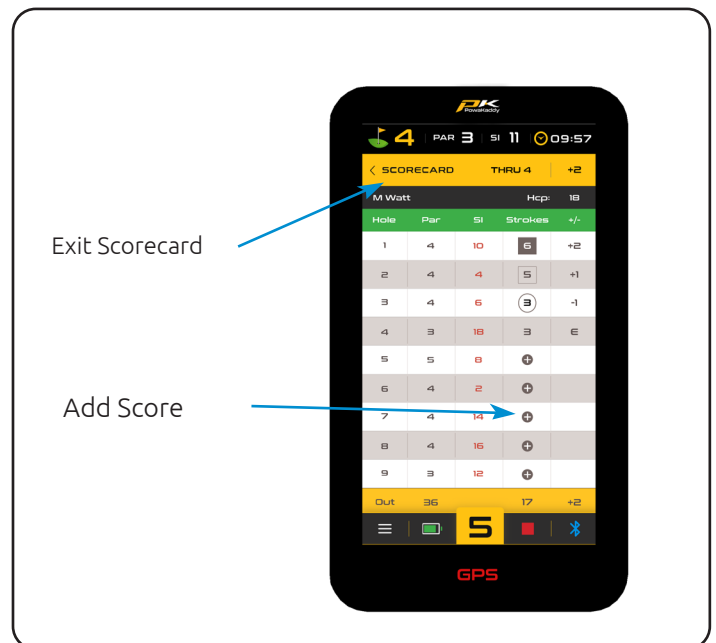 PK
PowaKaddy
4 PAR 3 SI 11 09:57
< SCORECARD THRU 4 +2
M Watt Hcp: 18
Hole Par SI Strokes +/-
1 4 10 6 +2
2 4 4 5 +1
3 4 6 3 -1
4 3 18 3 E
5 5 8
6 4 2
7 4 14
8 4 16
9 3 12
Out 36 17 +2
5
GPS
Exit Scorecard
Add Score